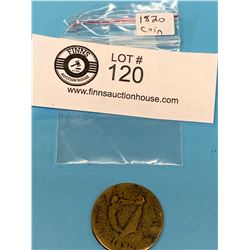 1820
Coin
FINNS
AUCTION HOUSE
LOT #
120
www.finnsauctionhouse.com